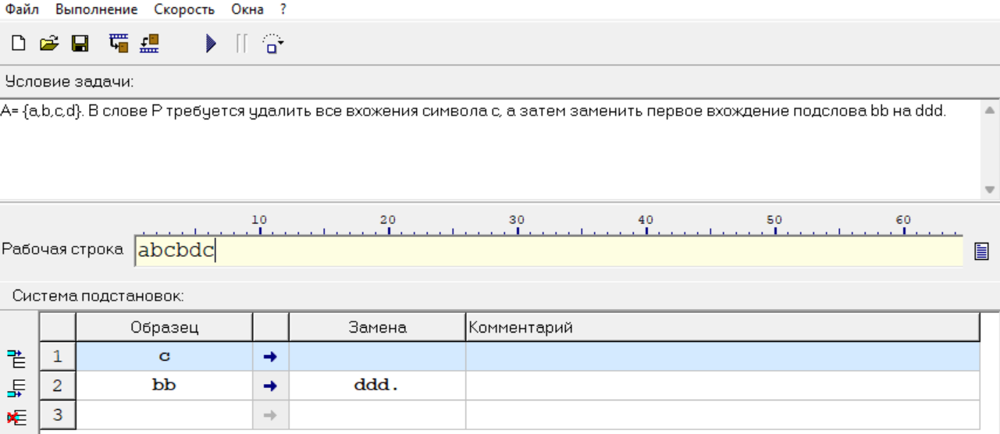 Файл Выполнение Скорость Окна ?
Условие задачи:
A= {a,b,c,d}. В слове P требуется удалить все вхожения символа c, а затем заменить первое вхождение подслова bb на ddd.
10 20 30 40 50 60
Рабочая строка abcbdc
Система подстановок:
Образец Замена Комментарий
1 c →
2 bb → ddd.
3 →